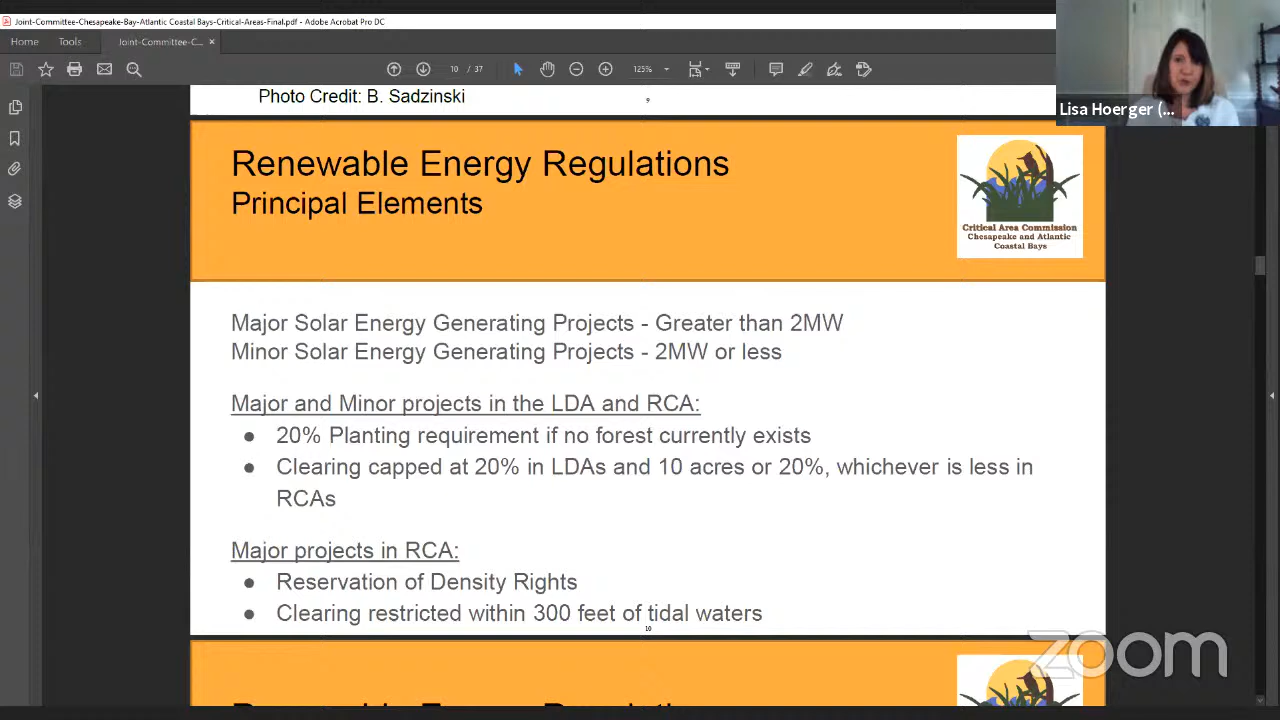 Joint-Committee-Chesapeake-Bay-Atlantic Coastal Bays-Critical-Areas-Final.pdf - Adobe Acrobat Pro DC
Home Tools Joint-Committee-C... ×
10 / 37 125%
Lisa Hoerger (...
Photo Credit: B. Sadzinski
9
Renewable Energy Regulations
Principal Elements
Critical Area Commission
Chesapeake and Atlantic
Coastal Bays
Major Solar Energy Generating Projects - Greater than 2MW
Minor Solar Energy Generating Projects - 2MW or less
Major and Minor projects in the LDA and RCA:
● 20% Planting requirement if no forest currently exists
● Clearing capped at 20% in LDAs and 10 acres or 20%, whichever is less in
RCAs
Major projects in RCA:
● Reservation of Density Rights
● Clearing restricted within 300 feet of tidal waters
10
zoom